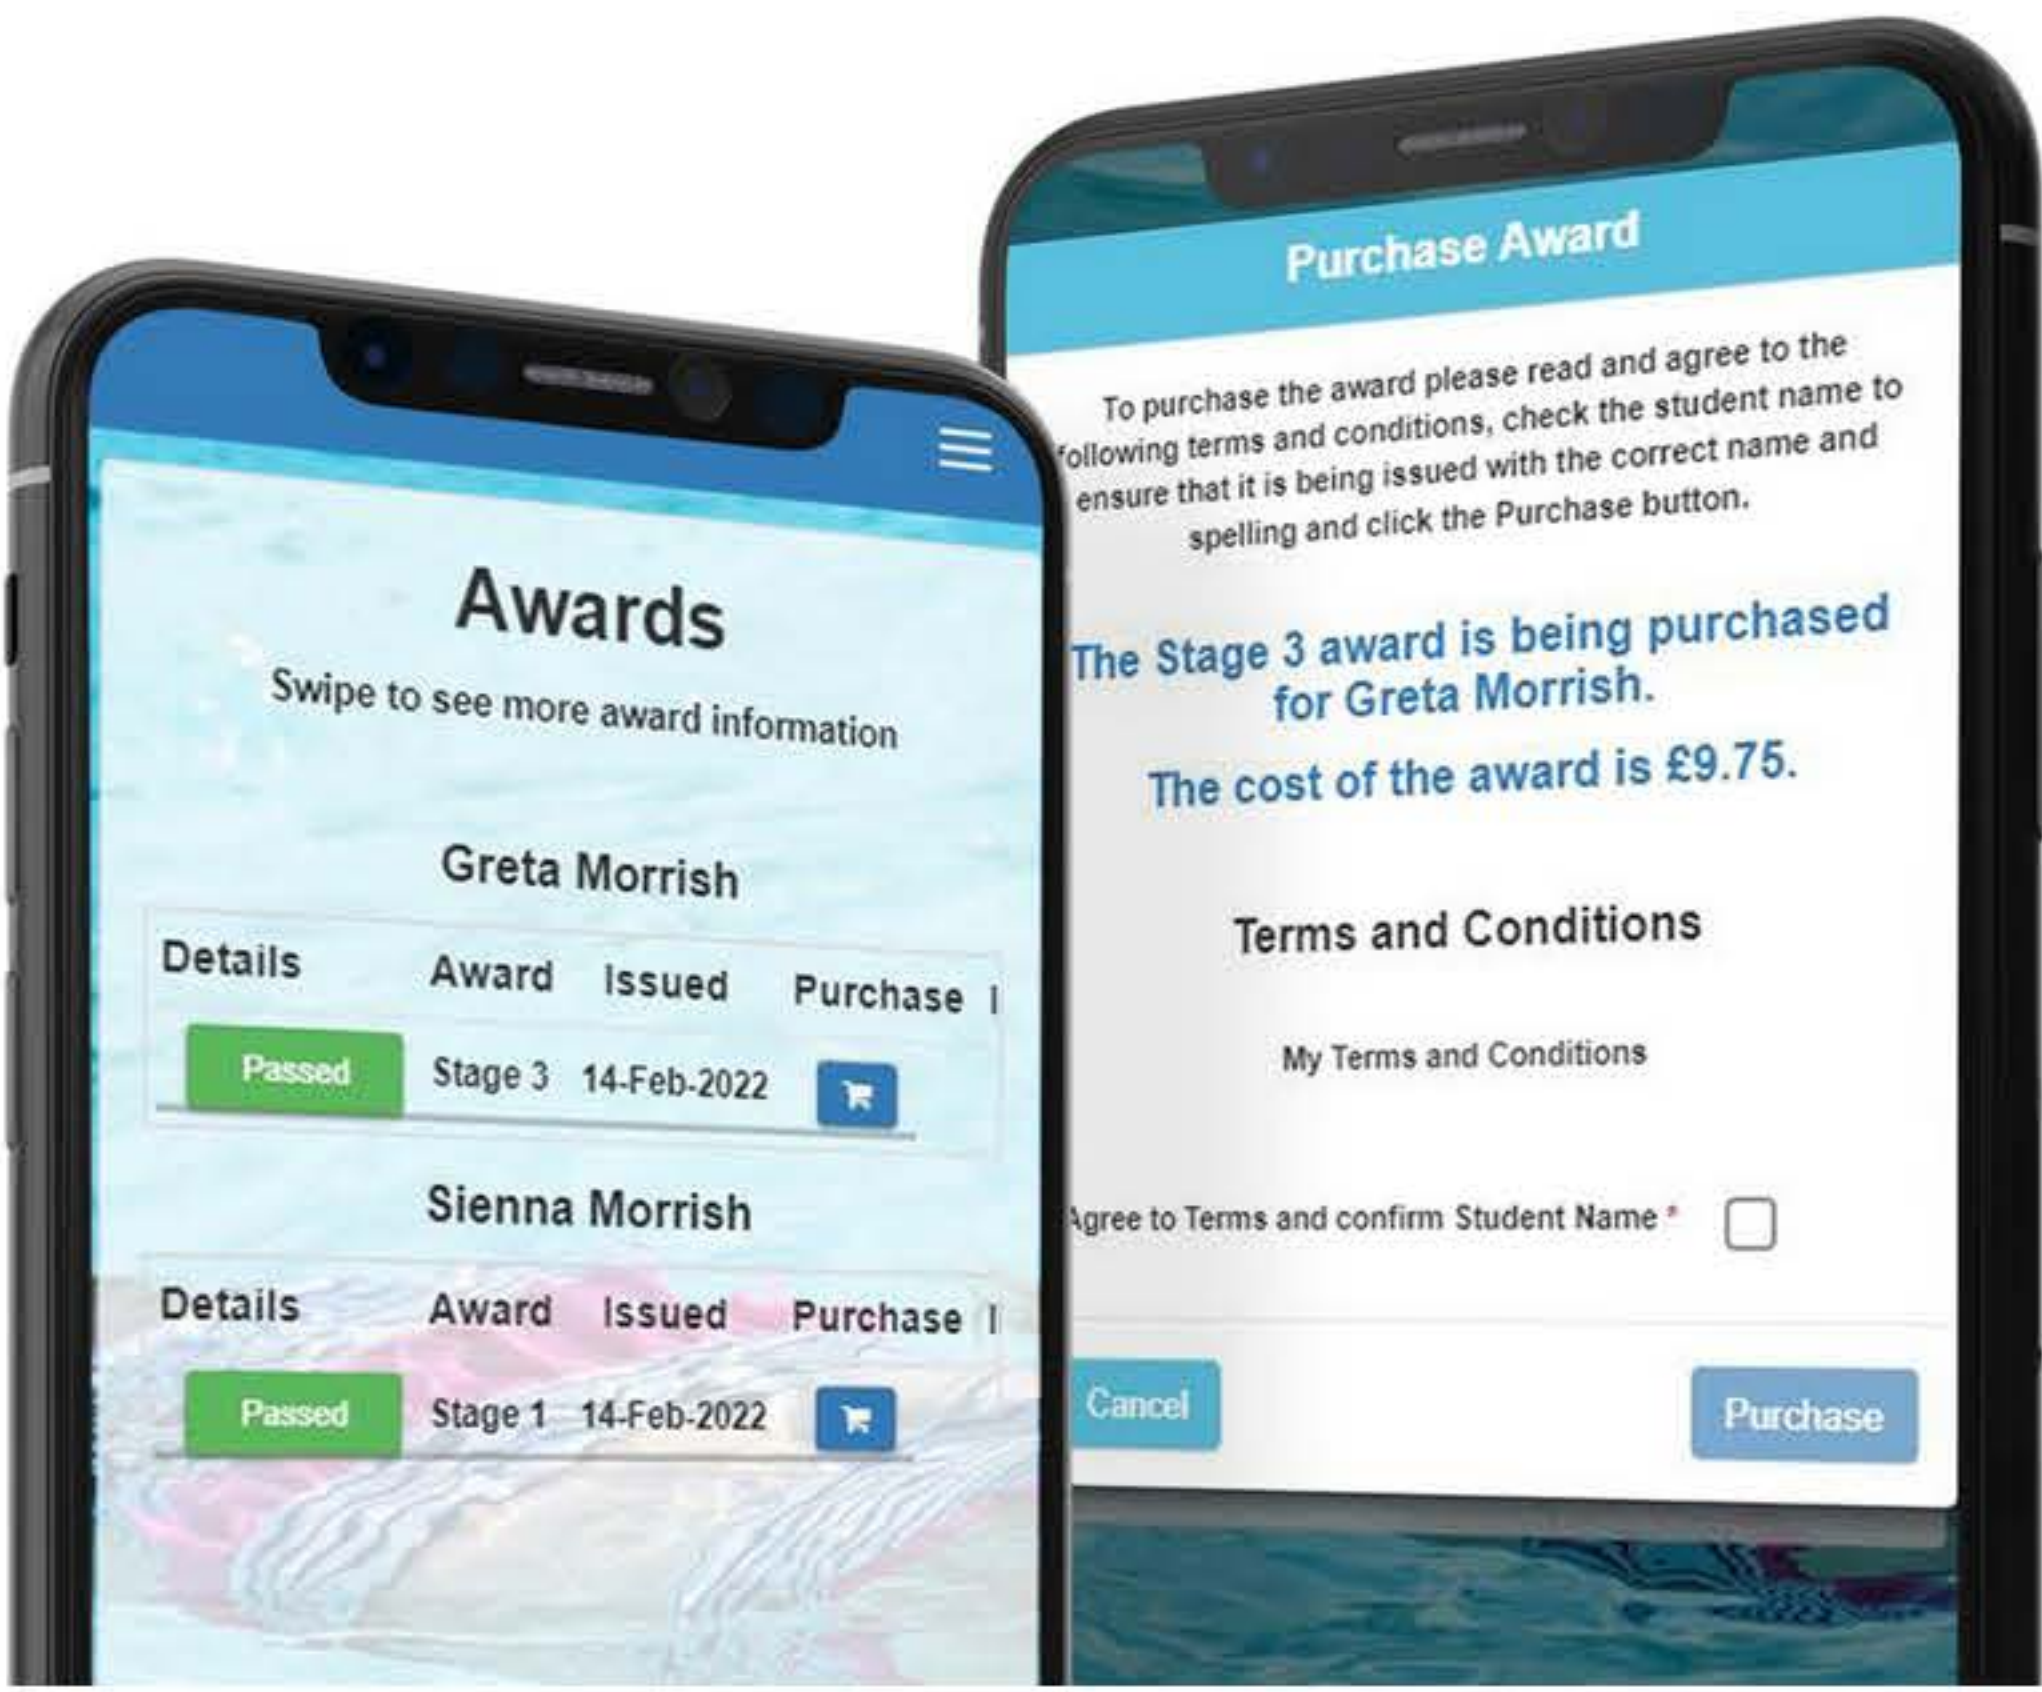 Awards
Swipe to see more award information
Greta Morrish
Details Award Issued Purchase
Passed Stage 3 14-Feb-2022
Sienna Morrish
Details Award Issued Purchase
Passed Stage 1 14-Feb-2022
Purchase Award
To purchase the award please read and agree to the
following terms and conditions, check the student name to
ensure that it is being issued with the correct name and
spelling and click the Purchase button.
The Stage 3 award is being purchased
for Greta Morrish.
The cost of the award is £9.75.
Terms and Conditions
My Terms and Conditions
Agree to Terms and confirm Student Name *
Cancel Purchase